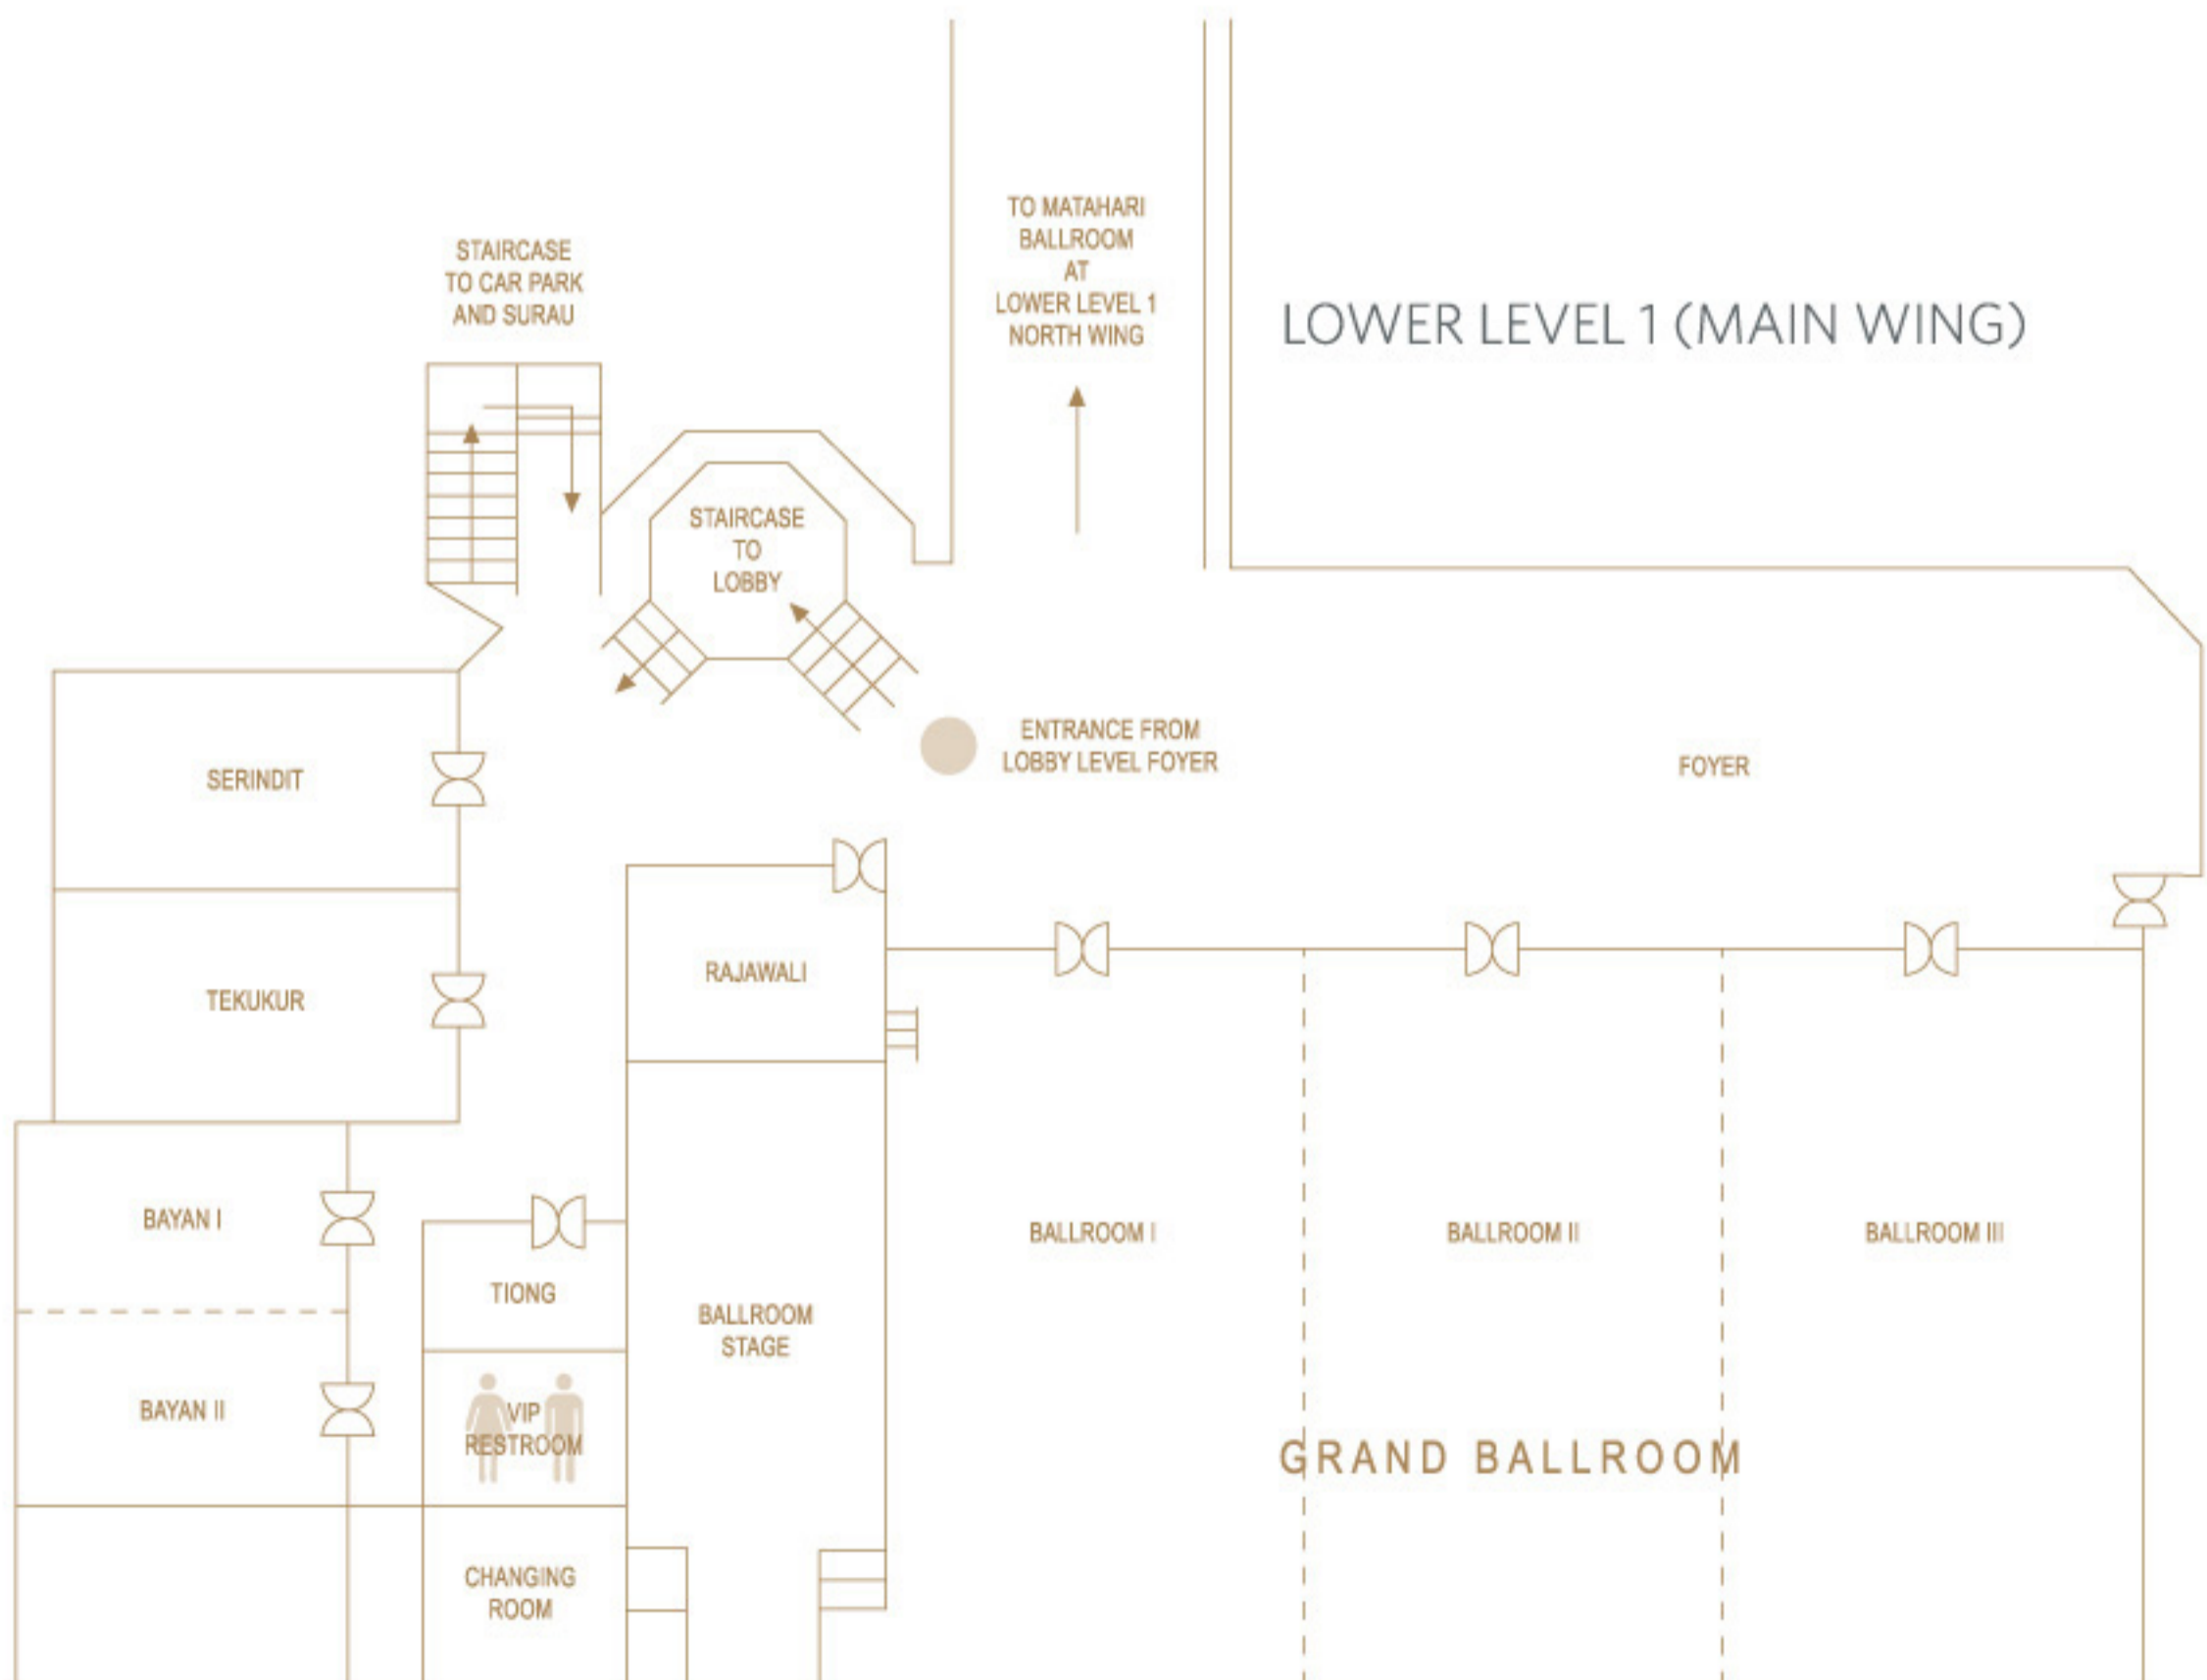 TO MATAHARI
BALLROOM
AT
LOWER LEVEL 1
NORTH WING
STAIRCASE
TO CAR PARK
AND SURAU
LOWER LEVEL 1 (MAIN WING)
STAIRCASE
TO
LOBBY
ENTRANCE FROM
LOBBY LEVEL FOYER
FOYER
SERINDIT
RAJAWALI
TEKUKUR
BAYAN I
BALLROOM I
BALLROOM II
BALLROOM III
TIONG
BALLROOM
STAGE
BAYAN II
VIP
RESTROOM
GRAND BALLROOM
CHANGING
ROOM